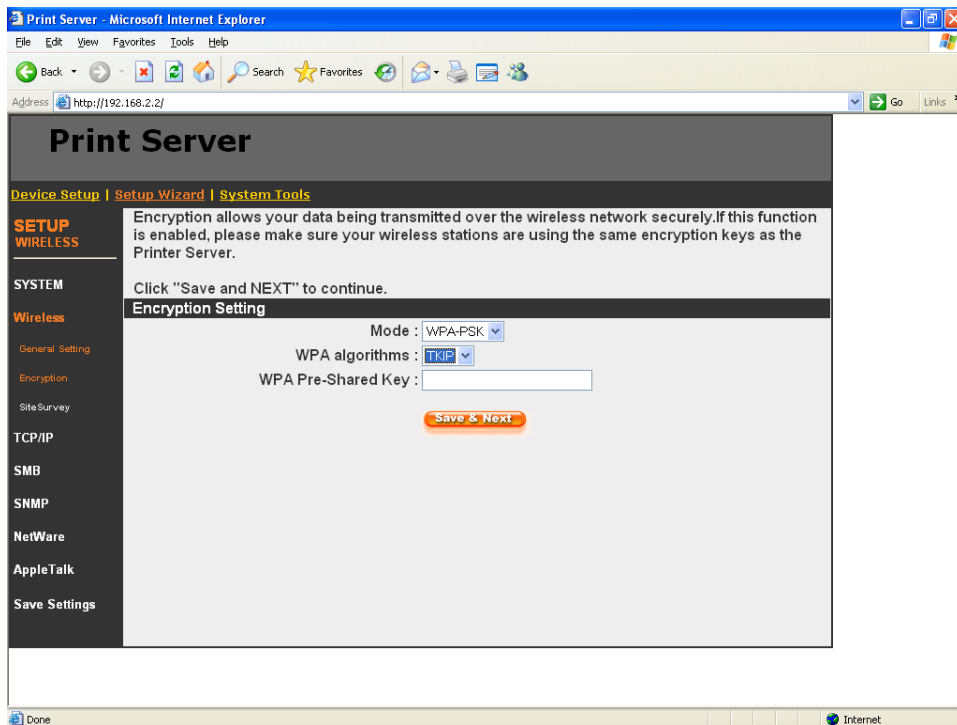 Print Server - Microsoft Internet Explorer
File Edit View Favorites Tools Help
Back Search Favorites
Address http://192.168.2.2/ Go Links
Print Server
Device Setup | Setup Wizard | System Tools
SETUP
WIRELESS
SYSTEM
Wireless
General Setting
Encryption
SiteSurvey
TCP/IP
SMB
SNMP
NetWare
AppleTalk
Save Settings
Encryption allows your data being transmitted over the wireless network securely.If this function
is enabled, please make sure your wireless stations are using the same encryption keys as the
Printer Server.
Click "Save and NEXT" to continue.
Encryption Setting
Mode : WPA-PSK
WPA algorithms : TKIP
WPA Pre-Shared Key :
Save & Next
Done Internet